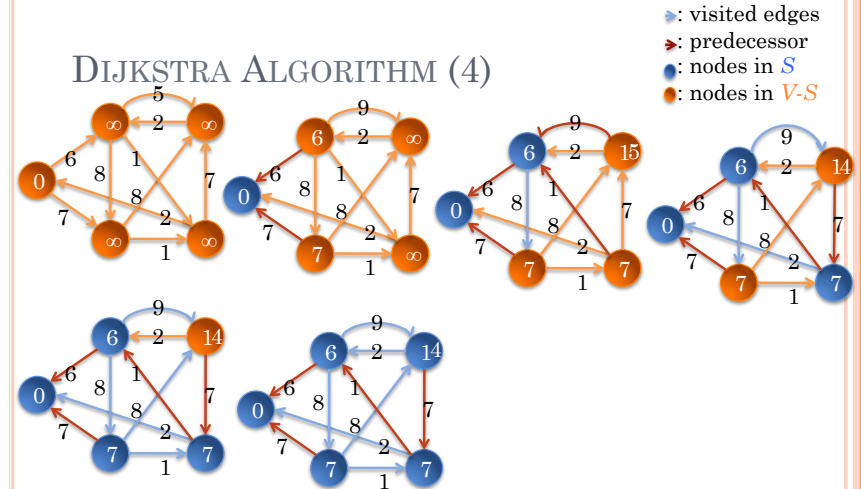 : visited edges
: predecessor
: nodes in S
: nodes in V-S
DIJKSTRA ALGORITHM (4)
0 ∞ ∞ ∞ ∞ 6 7 8 1 5 2 8 2 7 1
0 6 ∞ 7 ∞ 6 7 8 1 9 2 8 2 7 1
0 6 15 7 7 6 7 8 1 9 2 8 2 7 1
0 6 14 7 7 6 7 8 1 9 2 8 2 7 1
0 6 14 7 7 6 7 8 1 9 2 8 2 7 1
0 6 14 7 7 6 7 8 1 9 2 8 2 7 1